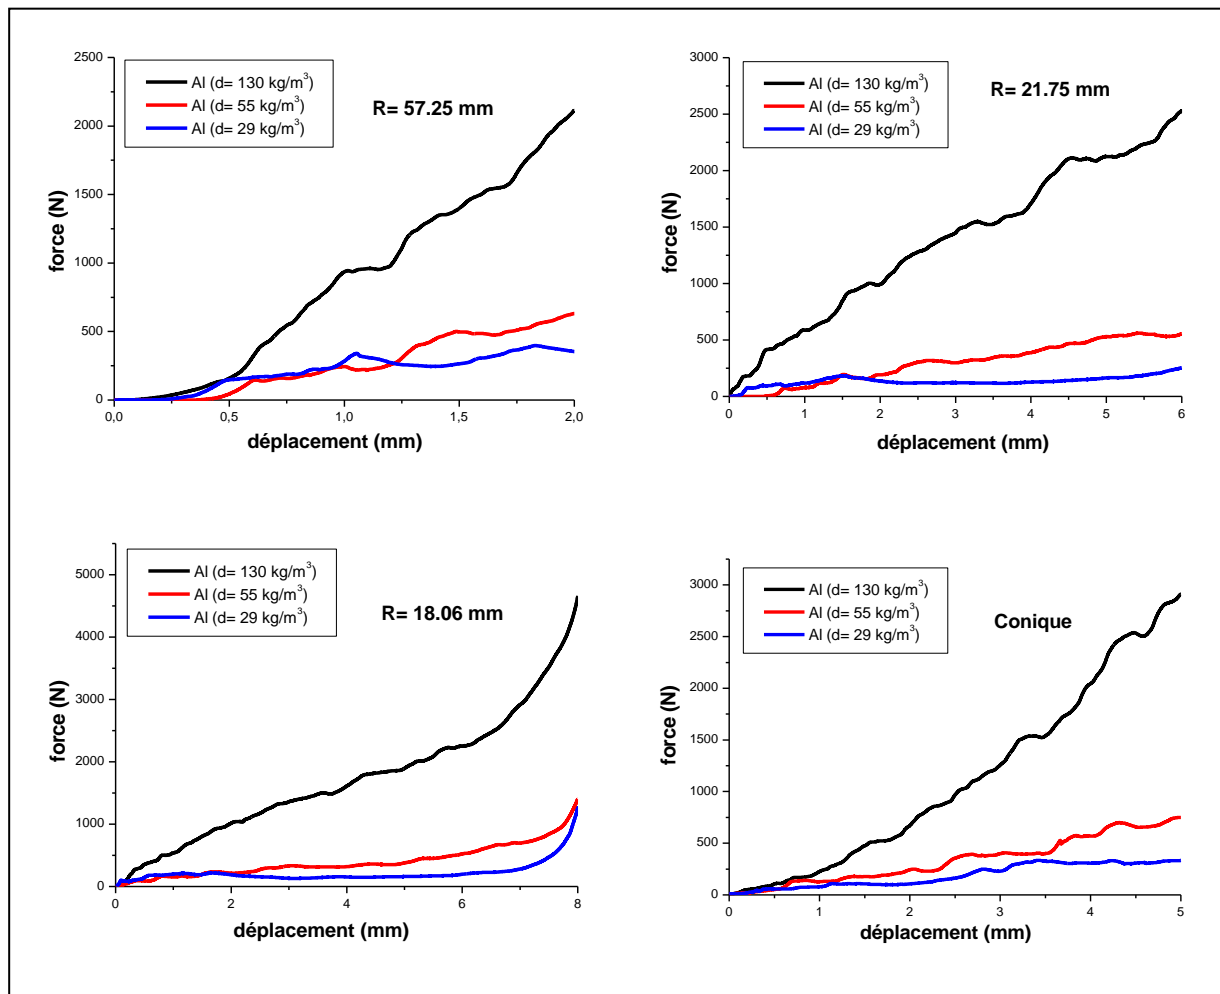 2500
2000
1500
1000
500
0
0,0
0,5
1,0
1,5
2,0
force (N)
déplacement (mm)
Al (d= 130 kg/m³)
Al (d= 55 kg/m³)
Al (d= 29 kg/m³)
R= 57.25 mm
3000
2500
2000
1500
1000
500
0
0
1
2
3
4
5
6
force (N)
déplacement (mm)
Al (d= 130 kg/m³)
Al (d= 55 kg/m³)
Al (d= 29 kg/m³)
R= 21.75 mm
5000
4000
3000
2000
1000
0
0
2
4
6
8
force (N)
déplacement (mm)
Al (d= 130 kg/m³)
Al (d= 55 kg/m³)
Al (d= 29 kg/m³)
R= 18.06 mm
3000
2500
2000
1500
1000
500
0
0
1
2
3
4
5
force (N)
déplacement (mm)
Al (d= 130 kg/m³)
Al (d= 55 kg/m³)
Al (d= 29 kg/m³)
Conique